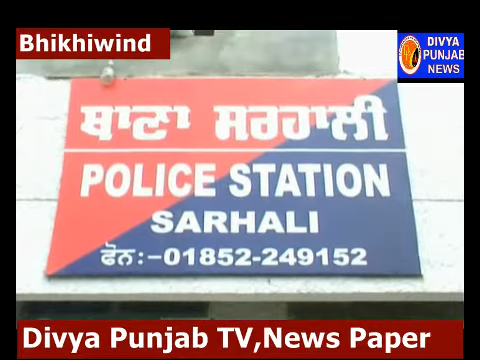 Bhikhiwind
DIVYA
PUNJAB
NEWS
ਥਾਣਾ ਸਰਹਾਲੀ
POLICE STATION
SARHALI
ਫੋਨ:-01852-249152
Divya Punjab TV,News Paper